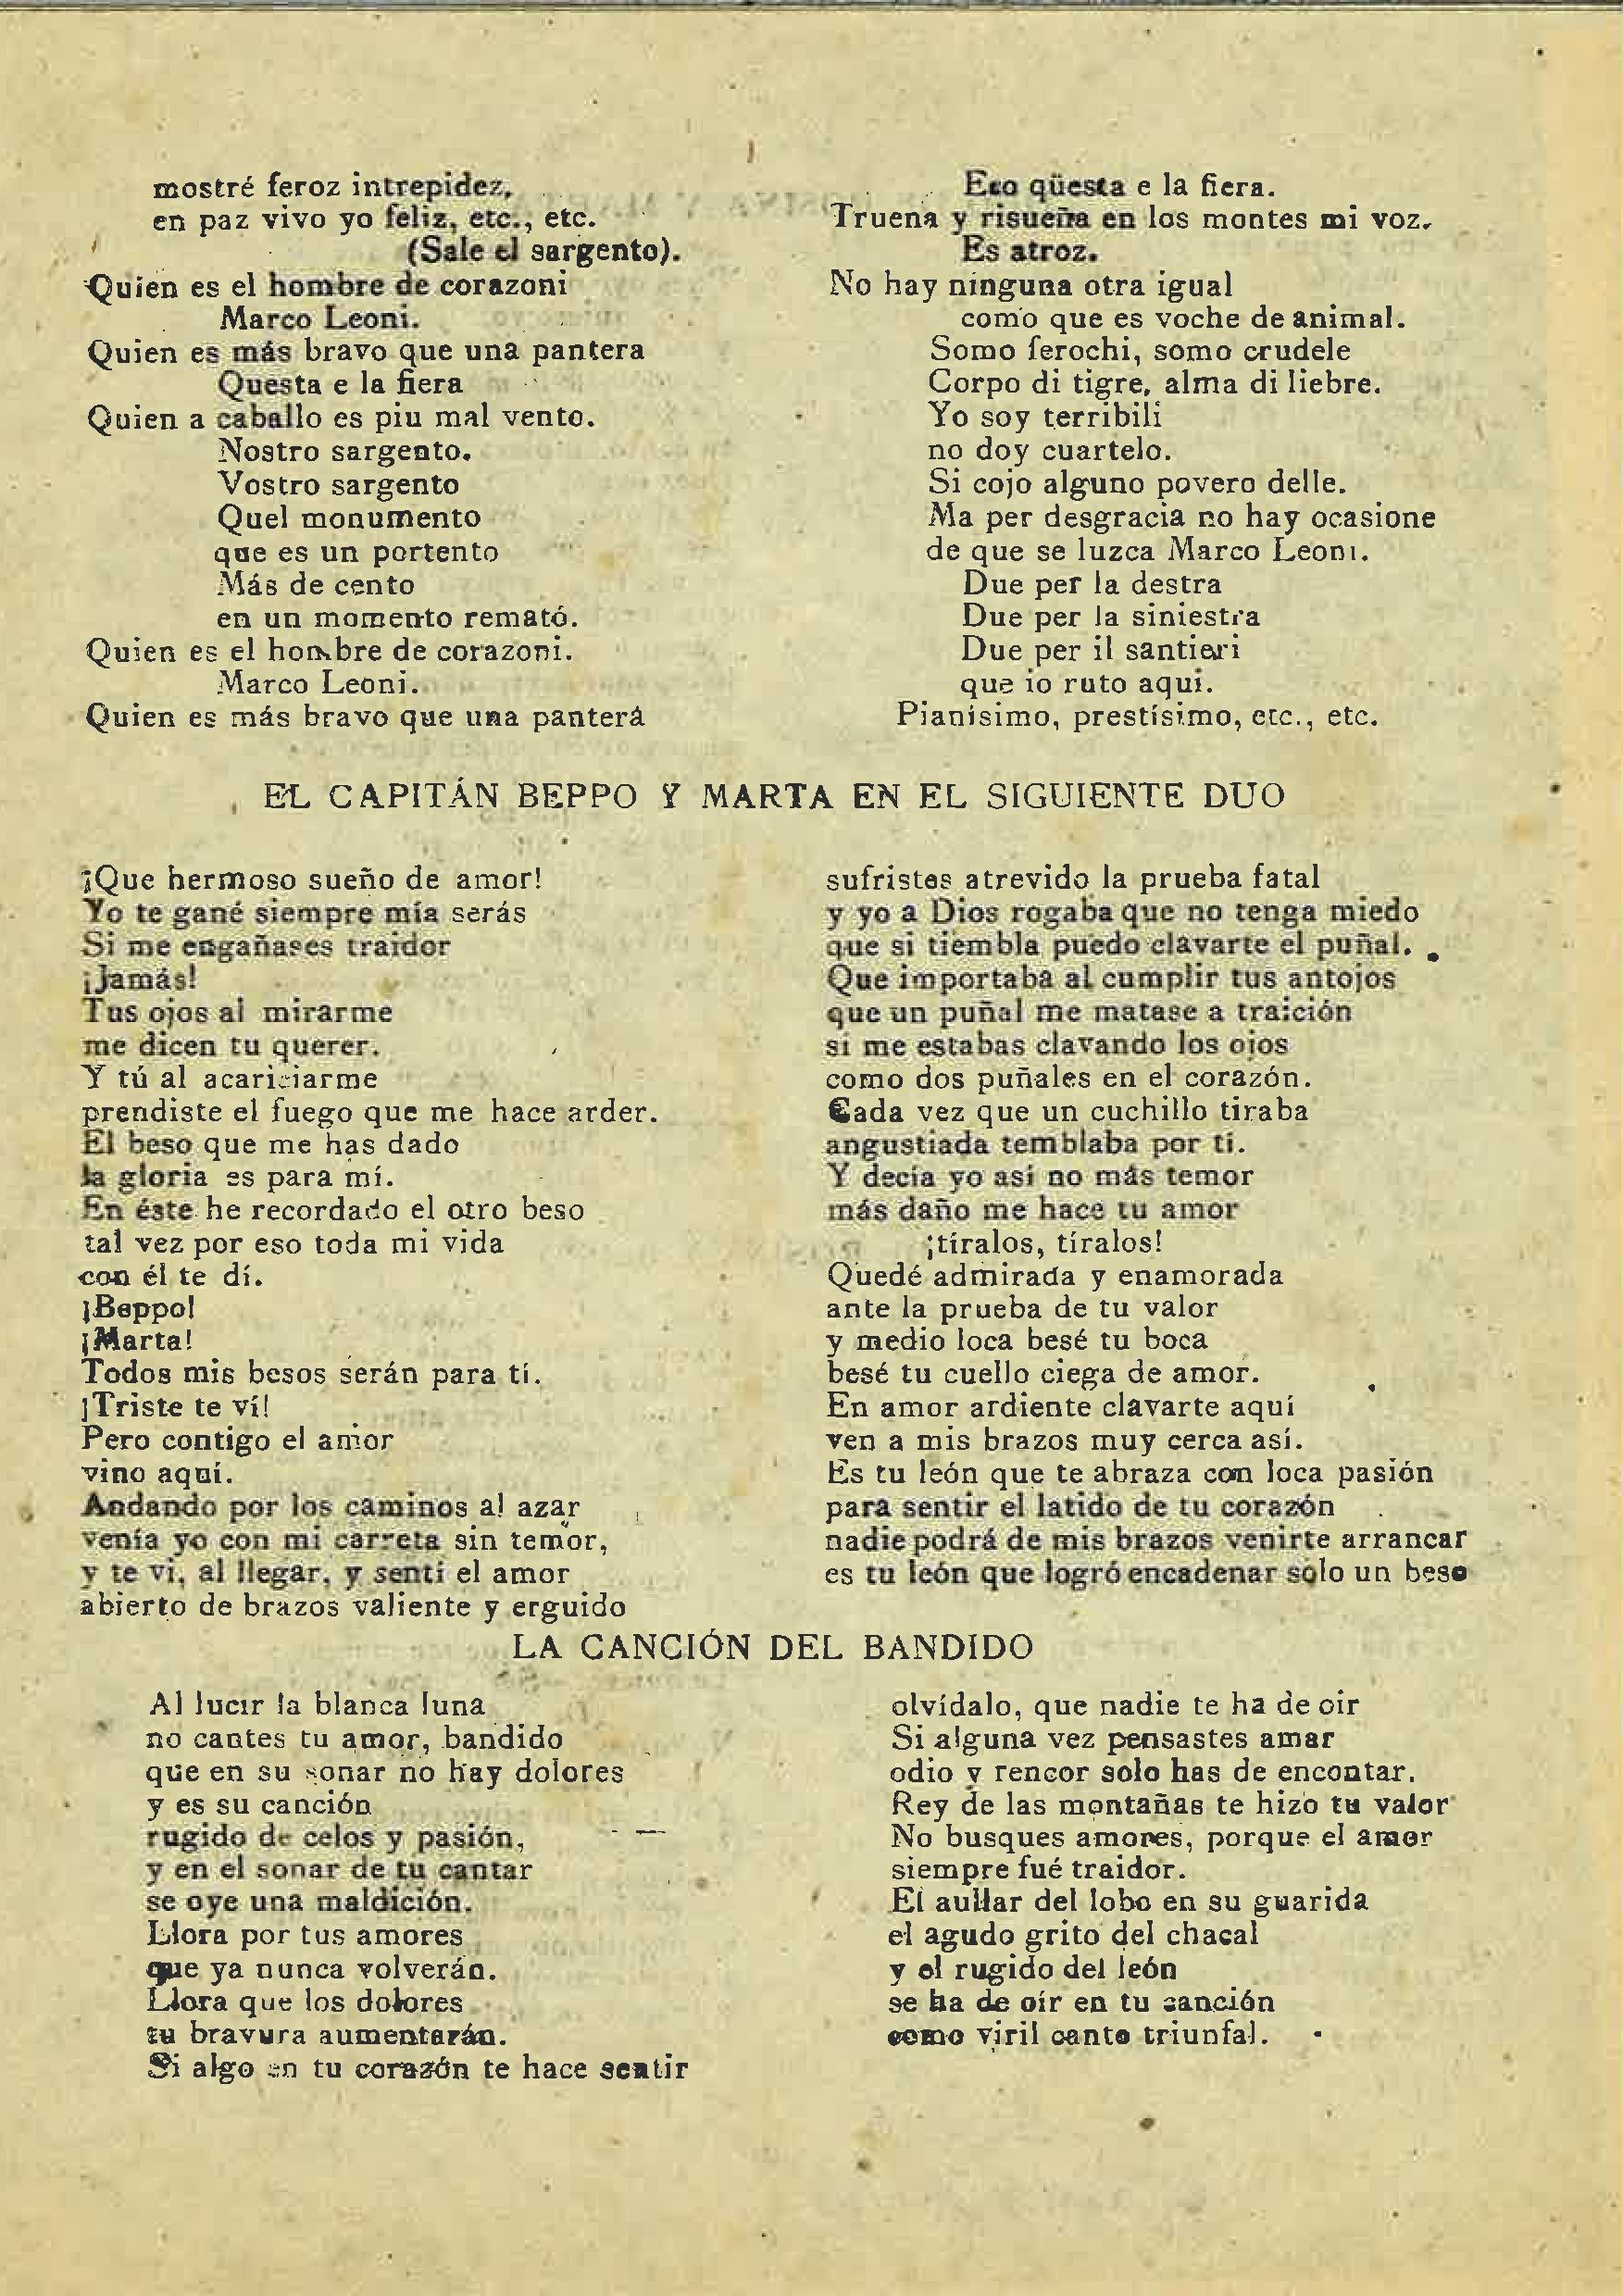 mostré feroz intrepidez,
en paz vivo yo feliz, etc., etc.
(Sale el sargento).
Quien es el hombre de corazoni
Marco Leoni.
Quien es más bravo que una pantera
Questa e la fiera
Quien a caballo es piu mal vento.
Nostro sargento.
Vostro sargento
Quel monumento
que es un portento
Más de cento
en un momento remató.
Quien es el hombre de corazoni.
Marco Leoni.
Quien es más bravo que una panterá
Eco qüesta e la fiera.
Truena y risueña en los montes mi voz.
Es atroz.
No hay ninguna otra igual
como que es voche de animal.
Somo ferochi, somo crudele
Corpo di tigre, alma di liebre.
Yo soy terribili
no doy cuartelo.
Si cojo alguno povero delle.
Ma per desgracia no hay ocasione
de que se luzca Marco Leoni.
Due per la destra
Due per la siniestra
Due per il santieri
que io ruto aqui.
Pianísimo, prestísimo, etc., etc.
EL CAPITÁN BEPPO Y MARTA EN EL SIGUIENTE DUO
¡Que hermoso sueño de amor!
Yo te gané siempre mía serás
Si me engañases traidor
¡Jamás!
Tus ojos al mirarme
me dicen tu querer.
Y tú al acariciarme
prendiste el fuego que me hace arder.
El beso que me has dado
la gloria es para mí.
En éste he recordado el otro beso
tal vez por eso toda mi vida
con él te dí.
¡Beppo!
¡Marta!
Todos mis besos serán para tí.
¡Triste te ví!
Pero contigo el amor
vino aquí.
Andando por los caminos al azar
venía yo con mi carreta sin temor,
y te vi, al llegar, y senti el amor
abierto de brazos valiente y erguido
sufristes atrevido la prueba fatal
y yo a Dios rogaba que no tenga miedo
que si tiembla puedo clavarte el puñal.
Que importaba al cumplir tus antojos
que un puñal me matase a traición
si me estabas clavando los ojos
como dos puñales en el corazón.
Cada vez que un cuchillo tiraba
angustiada temblaba por ti.
Y decía yo así no más temor
más daño me hace tu amor
¡tíralos, tíralos!
Quedé admirada y enamorada
ante la prueba de tu valor
y medio loca besé tu boca
besé tu cuello ciega de amor.
En amor ardiente clavarte aquí
ven a mis brazos muy cerca así.
Es tu león que te abraza con loca pasión
para sentir el latido de tu corazón
nadie podrá de mis brazos venirte arrancar
es tu león que logró encadenar solo un beso
LA CANCIÓN DEL BANDIDO
Al lucir la blanca luna
no cantes tu amor, bandido
que en su sonar no hay dolores
y es su canción
rugido de celos y pasión,
y en el sonar de tu cantar
se oye una maldición.
Llora por tus amores
que ya nunca volverán.
Llora que los dolores
tu bravura aumentarán.
Si algo en tu corazón te hace sentir
olvídalo, que nadie te ha de oir
Si alguna vez pensastes amar
odio y rencor solo has de encontar.
Rey de las montañas te hizo tu valor
No busques amores, porque el amor
siempre fué traidor.
El aullar del lobo en su guarida
el agudo grito del chacal
y el rugido del león
se ha de oír en tu canción
como viril canto triunfal.